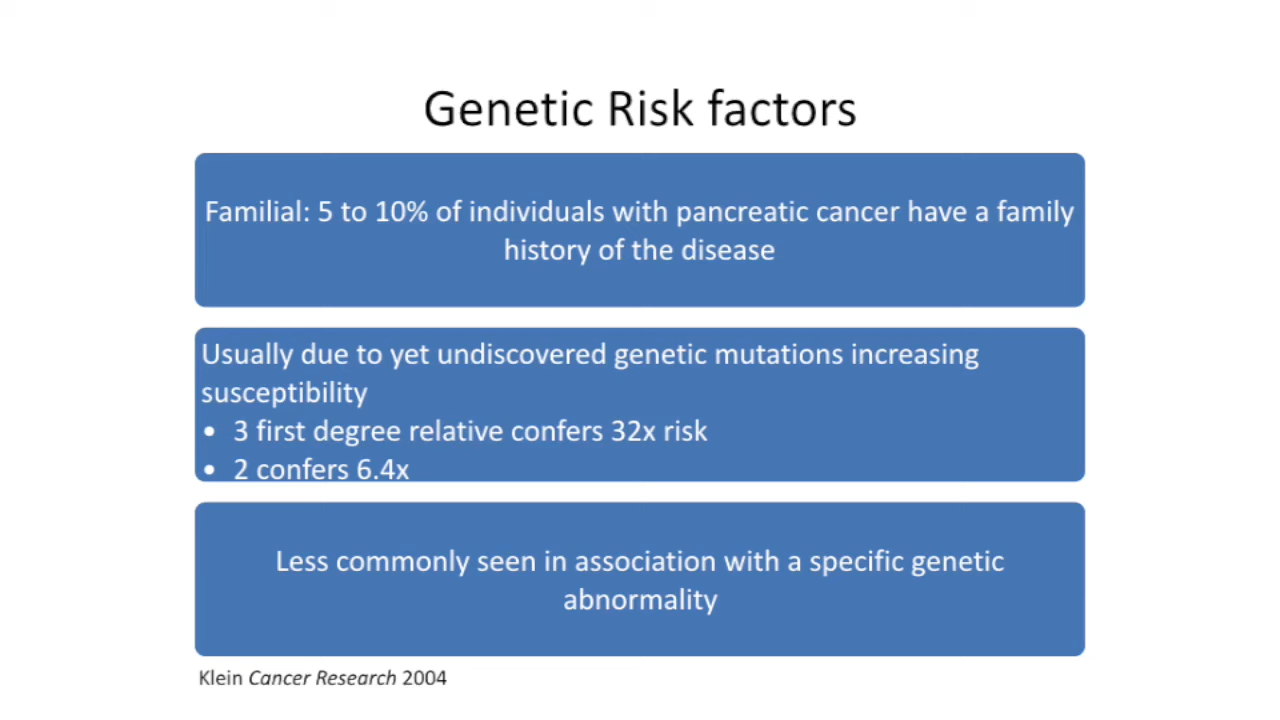 Genetic Risk factors
Familial: 5 to 10% of individuals with pancreatic cancer have a family
history of the disease
Usually due to yet undiscovered genetic mutations increasing
susceptibility
• 3 first degree relative confers 32x risk
• 2 confers 6.4x
Less commonly seen in association with a specific genetic
abnormality
Klein Cancer Research 2004